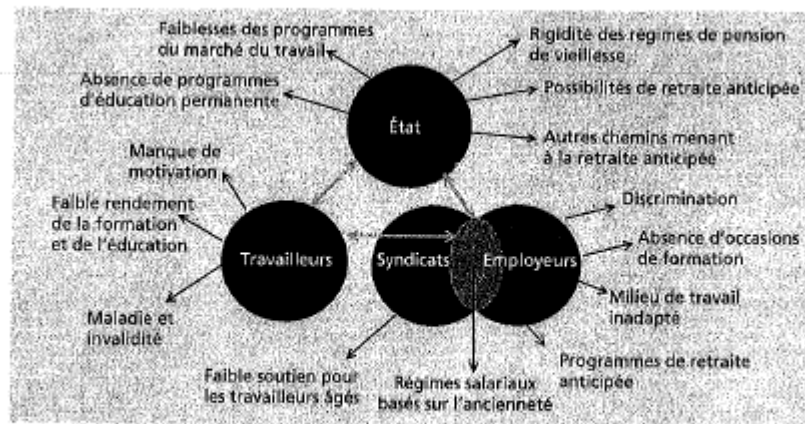 Faiblesses des programmes
du marché du travail
Rigidité des régimes de pension
de vieillesse
Absence de programmes
d'éducation permanente
Possibilités de retraite anticipée
État
Autres chemins menant
à la retraite anticipée
Manque de
motivation
Discrimination
Faible rendement
de la formation
et de l'éducation
Absence d'occasions
de formation
Travailleurs
Syndicats
Employeurs
Milieu de travail
inadapté
Maladie et
invalidité
Programmes de retraite
anticipée
Faible soutien pour
les travailleurs âgés
Régimes salariaux
basés sur l'ancienneté